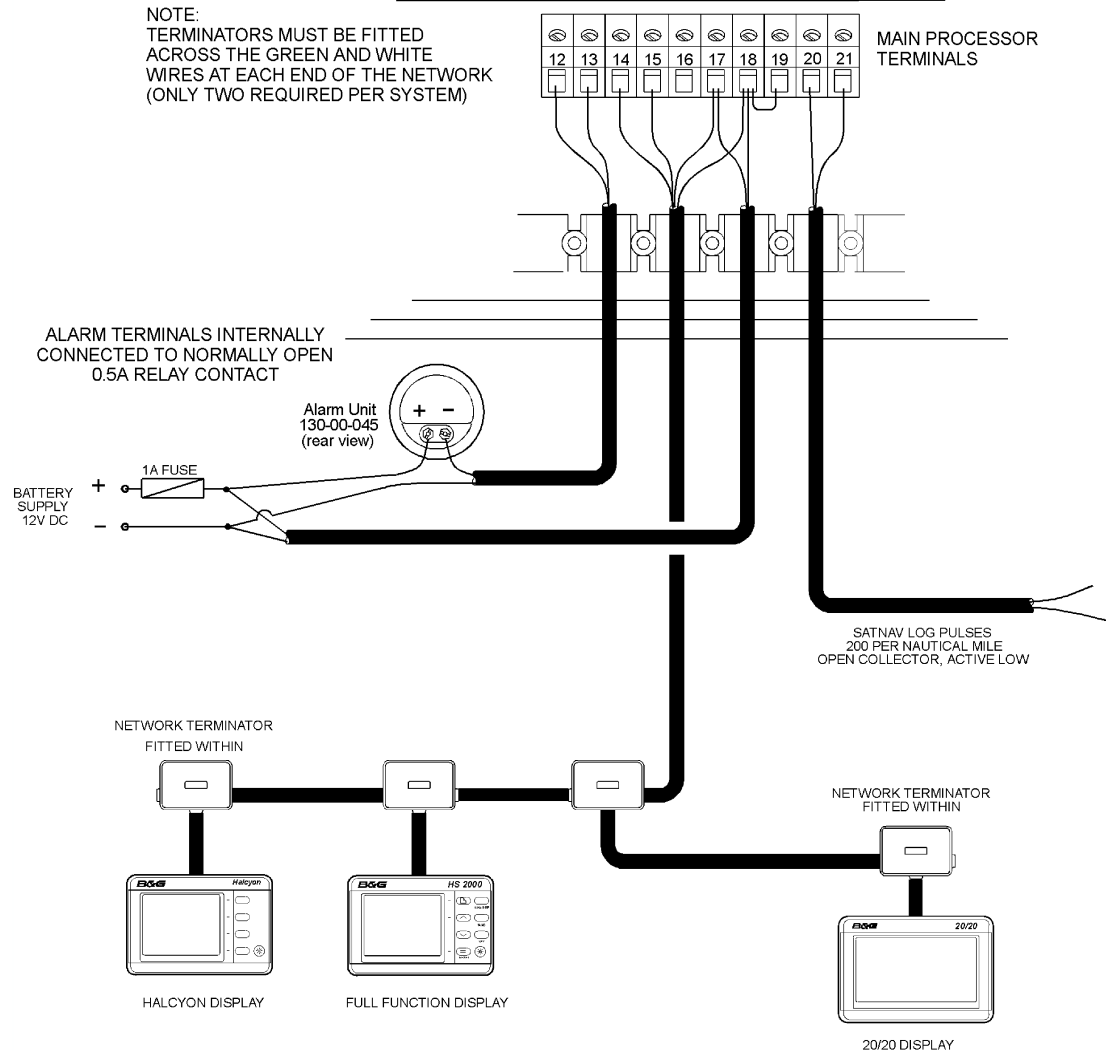 NOTE:
TERMINATORS MUST BE FITTED
ACROSS THE GREEN AND WHITE
WIRES AT EACH END OF THE NETWORK
(ONLY TWO REQUIRED PER SYSTEM)
12 13 14 15 16 17 18 19 20 21
MAIN PROCESSOR
TERMINALS
ALARM TERMINALS INTERNALLY
CONNECTED TO NORMALLY OPEN
0.5A RELAY CONTACT
Alarm Unit
130-00-045
(rear view)
+ −
1A FUSE
BATTERY
SUPPLY
12V DC
+
−
SATNAV LOG PULSES
200 PER NAUTICAL MILE
OPEN COLLECTOR, ACTIVE LOW
NETWORK TERMINATOR
FITTED WITHIN
NETWORK TERMINATOR
FITTED WITHIN
B&G Halcyon
B&G HS 2000
B&G 20/20
HALCYON DISPLAY
FULL FUNCTION DISPLAY
20/20 DISPLAY